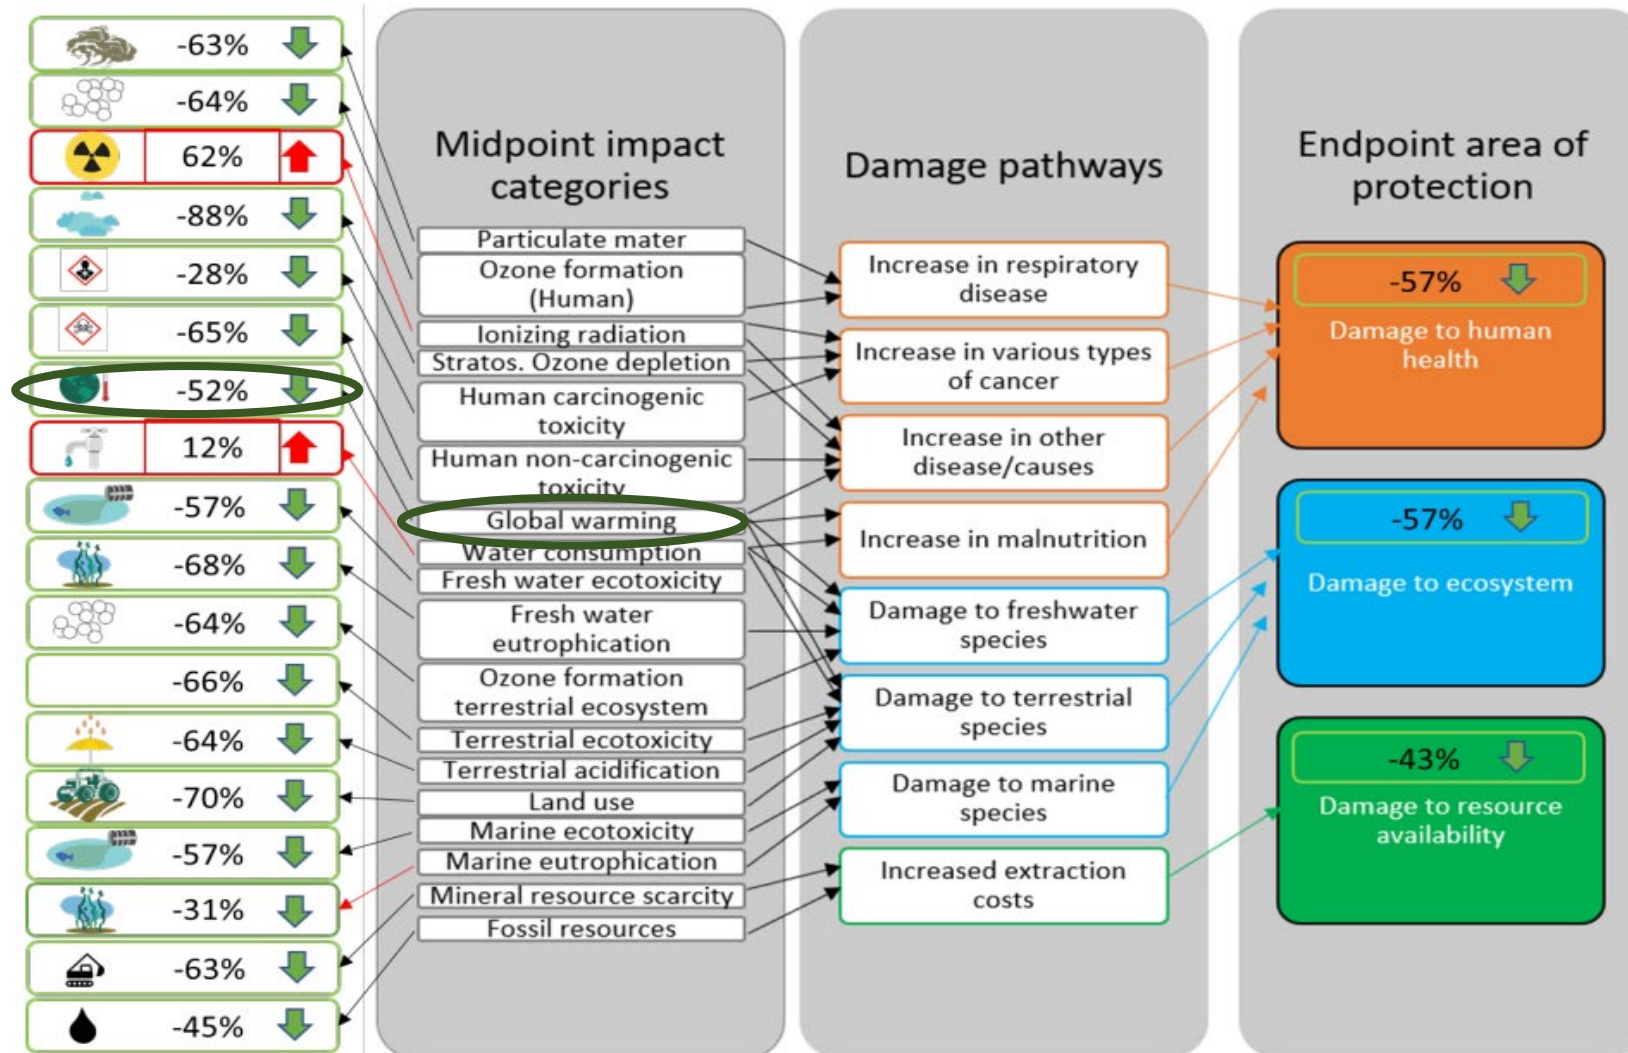 -63%
-64%
62%
-88%
-28%
-65%
-52%
12%
-57%
-68%
-64%
-66%
-64%
-70%
-57%
-31%
-63%
-45%
Midpoint impact
categories
Particulate mater
Ozone formation
(Human)
Ionizing radiation
Stratos. Ozone depletion
Human carcinogenic
toxicity
Human non-carcinogenic
toxicity
Global warming
Water consumption
Fresh water ecotoxicity
Fresh water
eutrophication
Ozone formation
terrestrial ecosystem
Terrestrial ecotoxicity
Terrestrial acidification
Land use
Marine ecotoxicity
Marine eutrophication
Mineral resource scarcity
Fossil resources
Damage pathways
Increase in respiratory
disease
Increase in various types
of cancer
Increase in other
disease/causes
Increase in malnutrition
Damage to freshwater
species
Damage to terrestrial
species
Damage to marine
species
Increased extraction
costs
Endpoint area of
protection
-57%
Damage to human
health
-57%
Damage to ecosystem
-43%
Damage to resource
availability